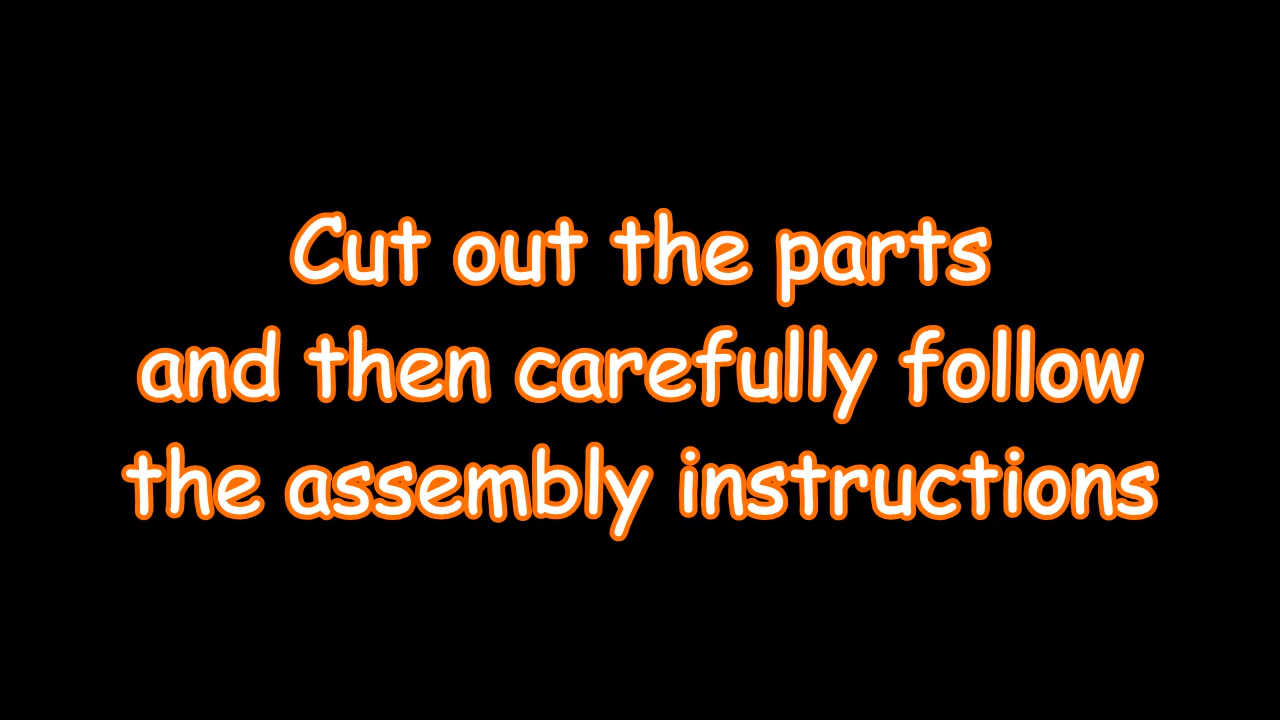 Cut out the parts
and then carefully follow
the assembly instructions